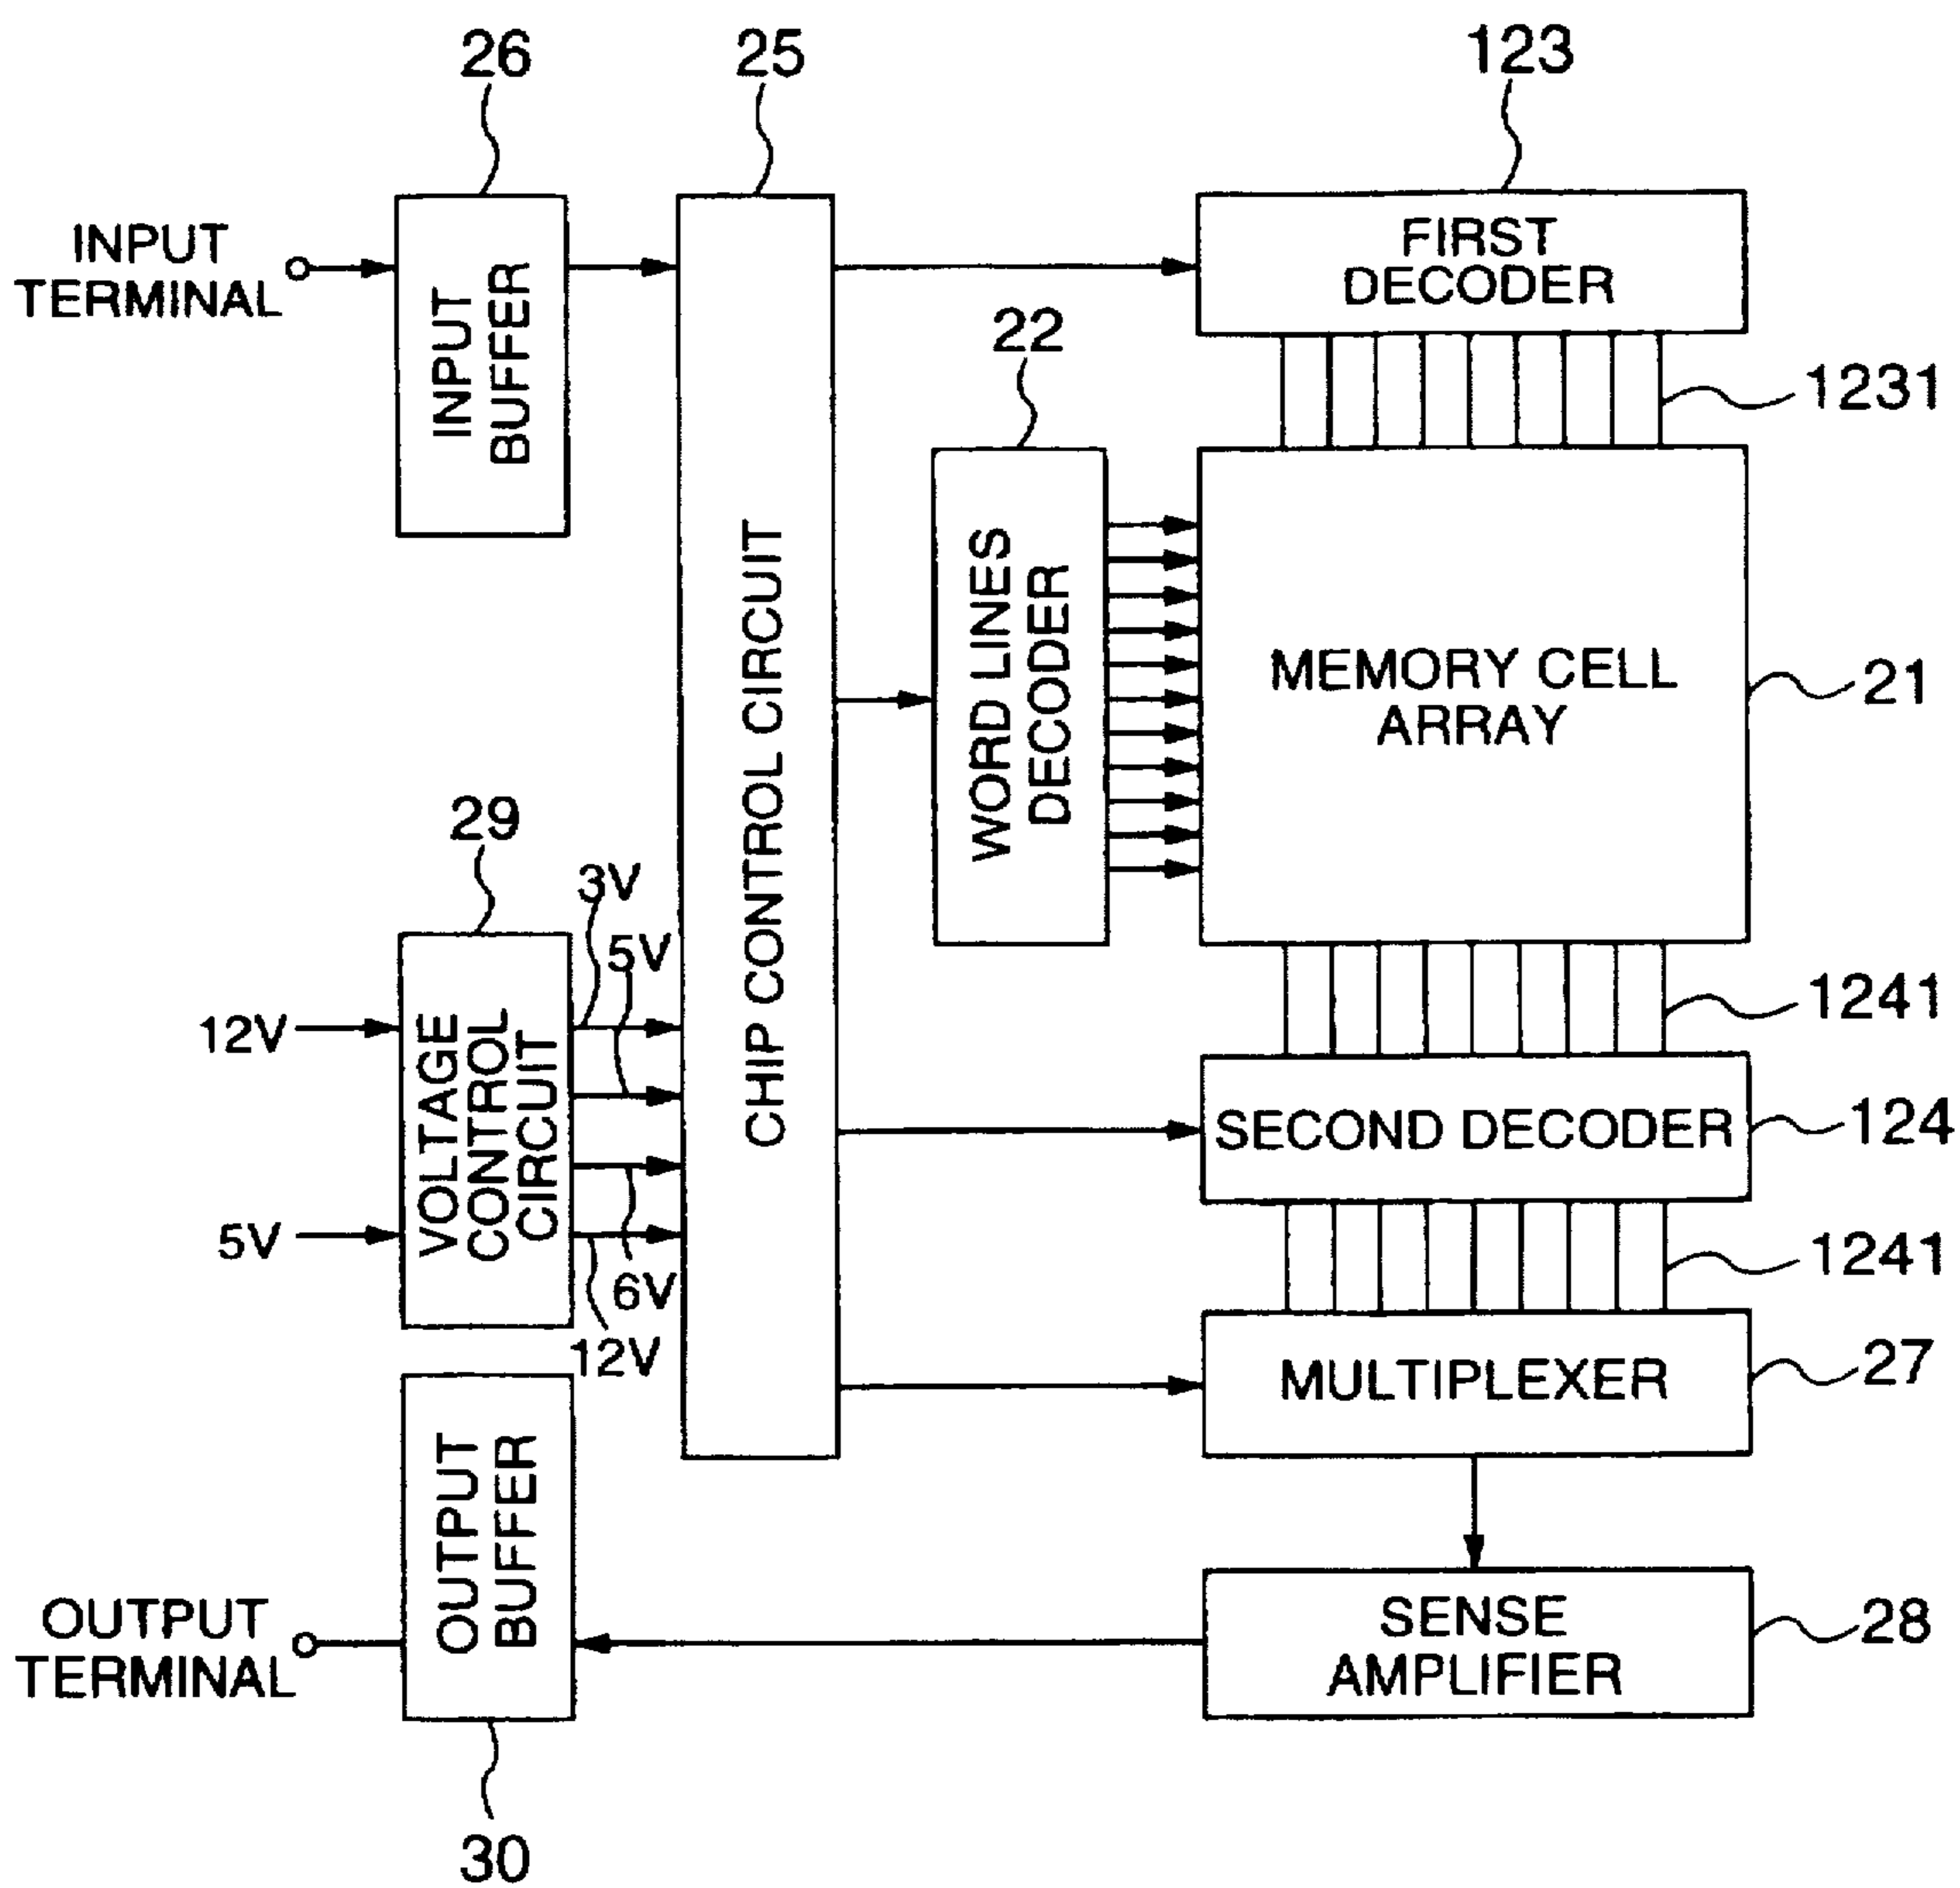 26
25
123
INPUT
TERMINAL
INPUT
BUFFER
FIRST
DECODER
22
1231
CHIP CONTROL CIRCUIT
WORD LINES
DECODER
MEMORY CELL
ARRAY
21
29
3V
5V
12V
5V
VOLTAGE
CONTROL
CIRCUIT
6V
12V
1241
SECOND DECODER
124
1241
MULTIPLEXER
27
OUTPUT
BUFFER
OUTPUT
TERMINAL
SENSE
AMPLIFIER
28
30